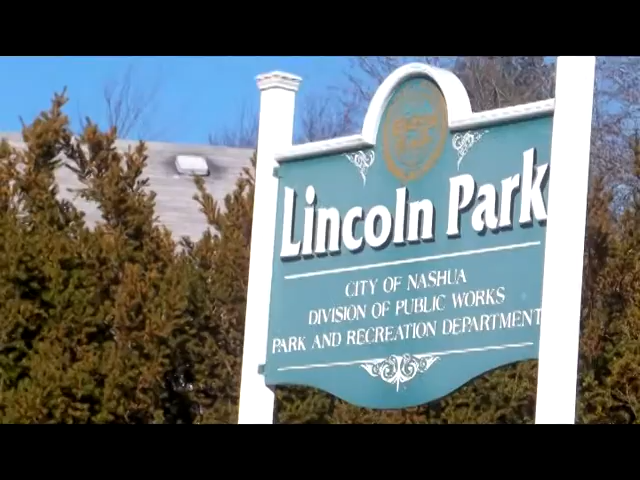 Lincoln Park
CITY OF NASHUA
DIVISION OF PUBLIC WORKS
PARK AND RECREATION DEPARTMENT